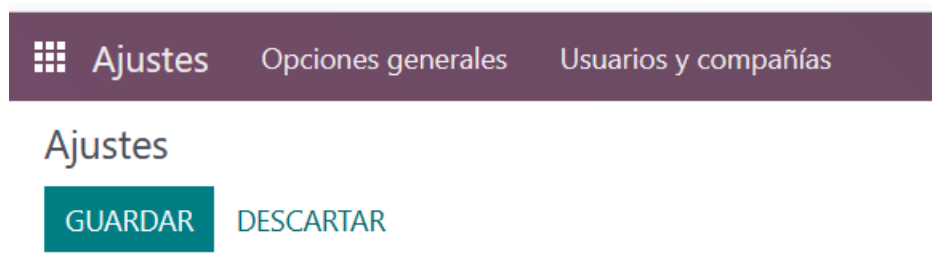 Ajustes Opciones generales Usuarios y compañías
Ajustes
GUARDAR DESCARTAR